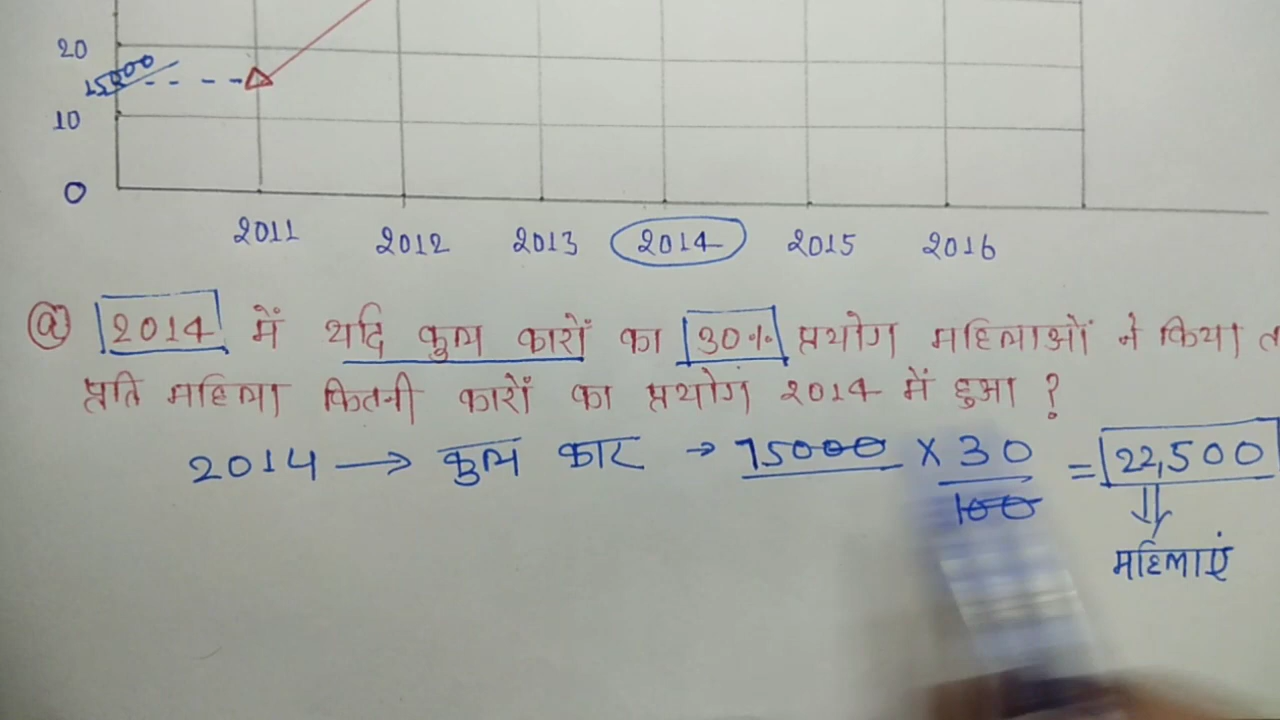 20
15000
10
0
2011 2012 2013 2014 2015 2016
@ 2014 में यदि कुल कारों का 30% प्रयोग महिलाओं ने किया त
प्रति महिला कितनी कारों का प्रयोग 2014 में हुआ ?
2014 → कुल कार → 75000 × 30 = 22,500
100
महिलाएं